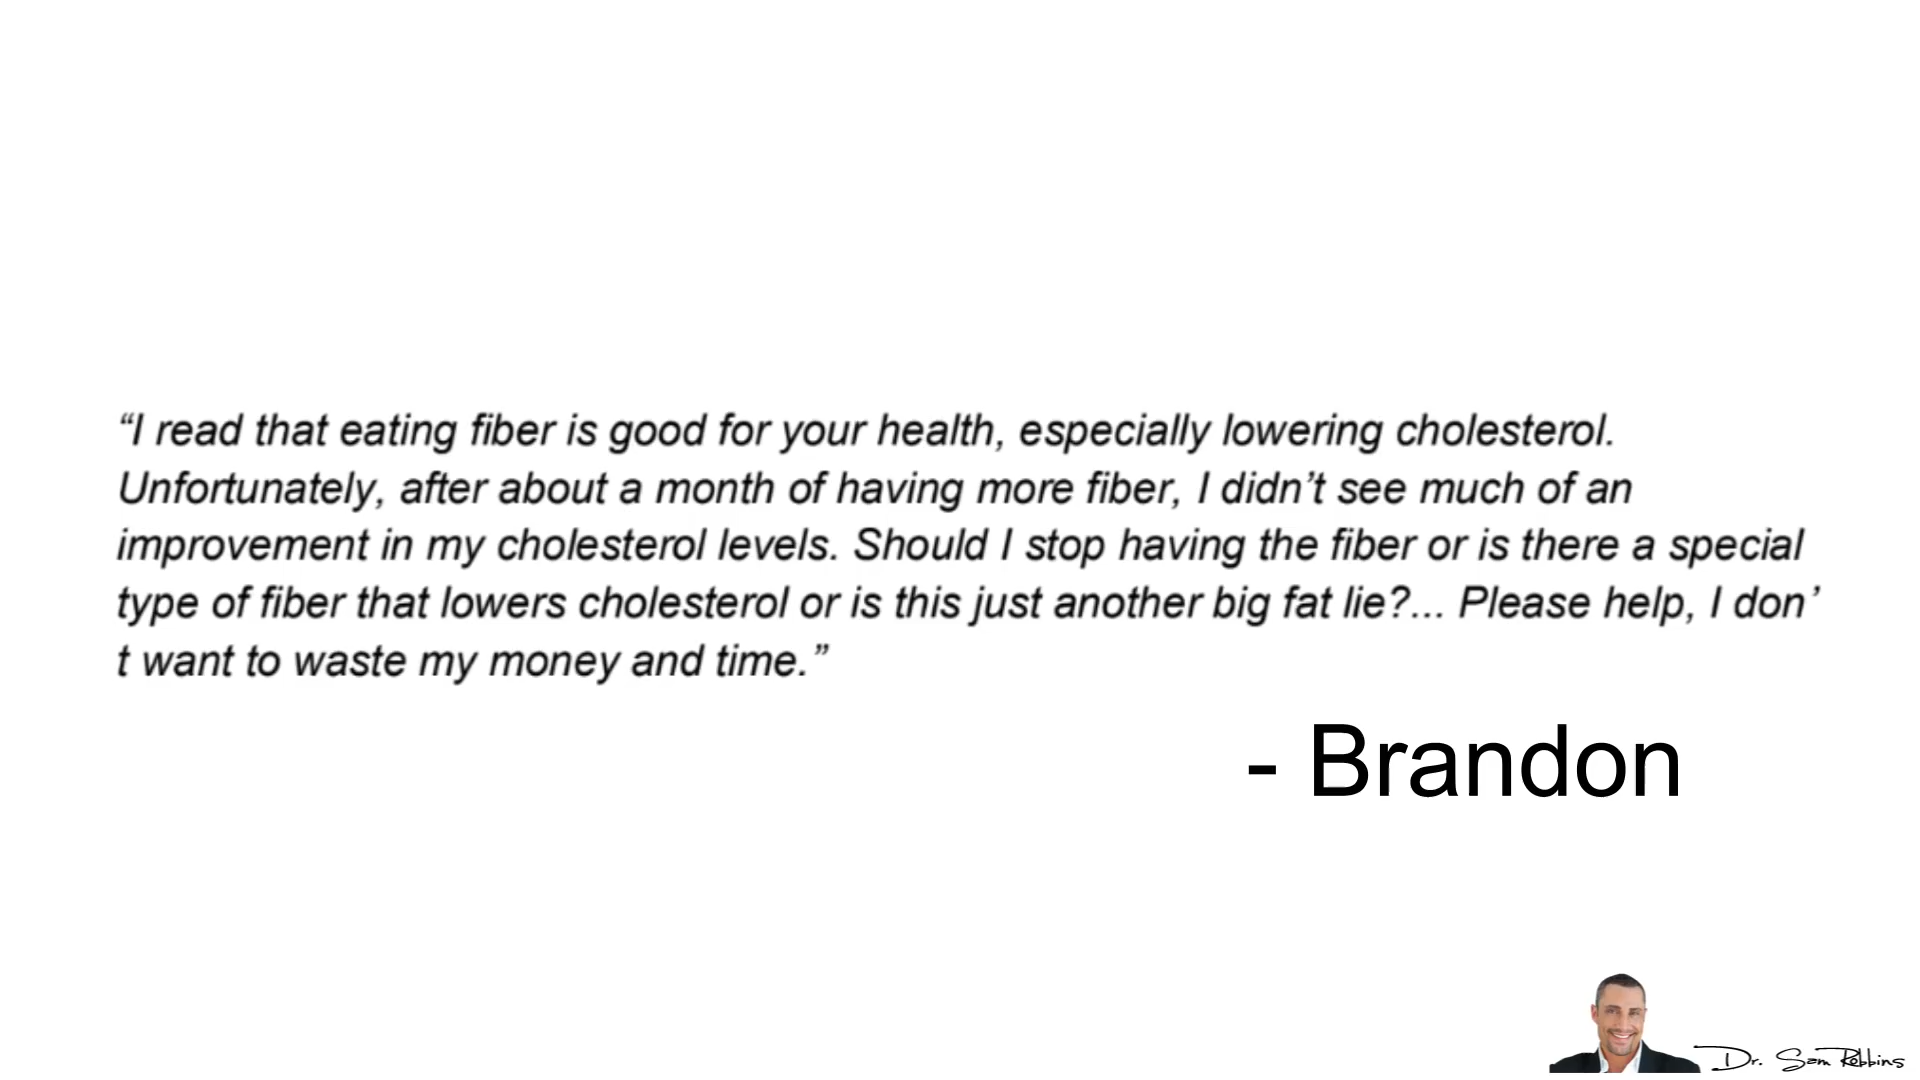 “I read that eating fiber is good for your health, especially lowering cholesterol.
Unfortunately, after about a month of having more fiber, I didn’t see much of an
improvement in my cholesterol levels. Should I stop having the fiber or is there a special
type of fiber that lowers cholesterol or is this just another big fat lie?... Please help, I don’
t want to waste my money and time.”
- Brandon
Dr. Sam Robbins